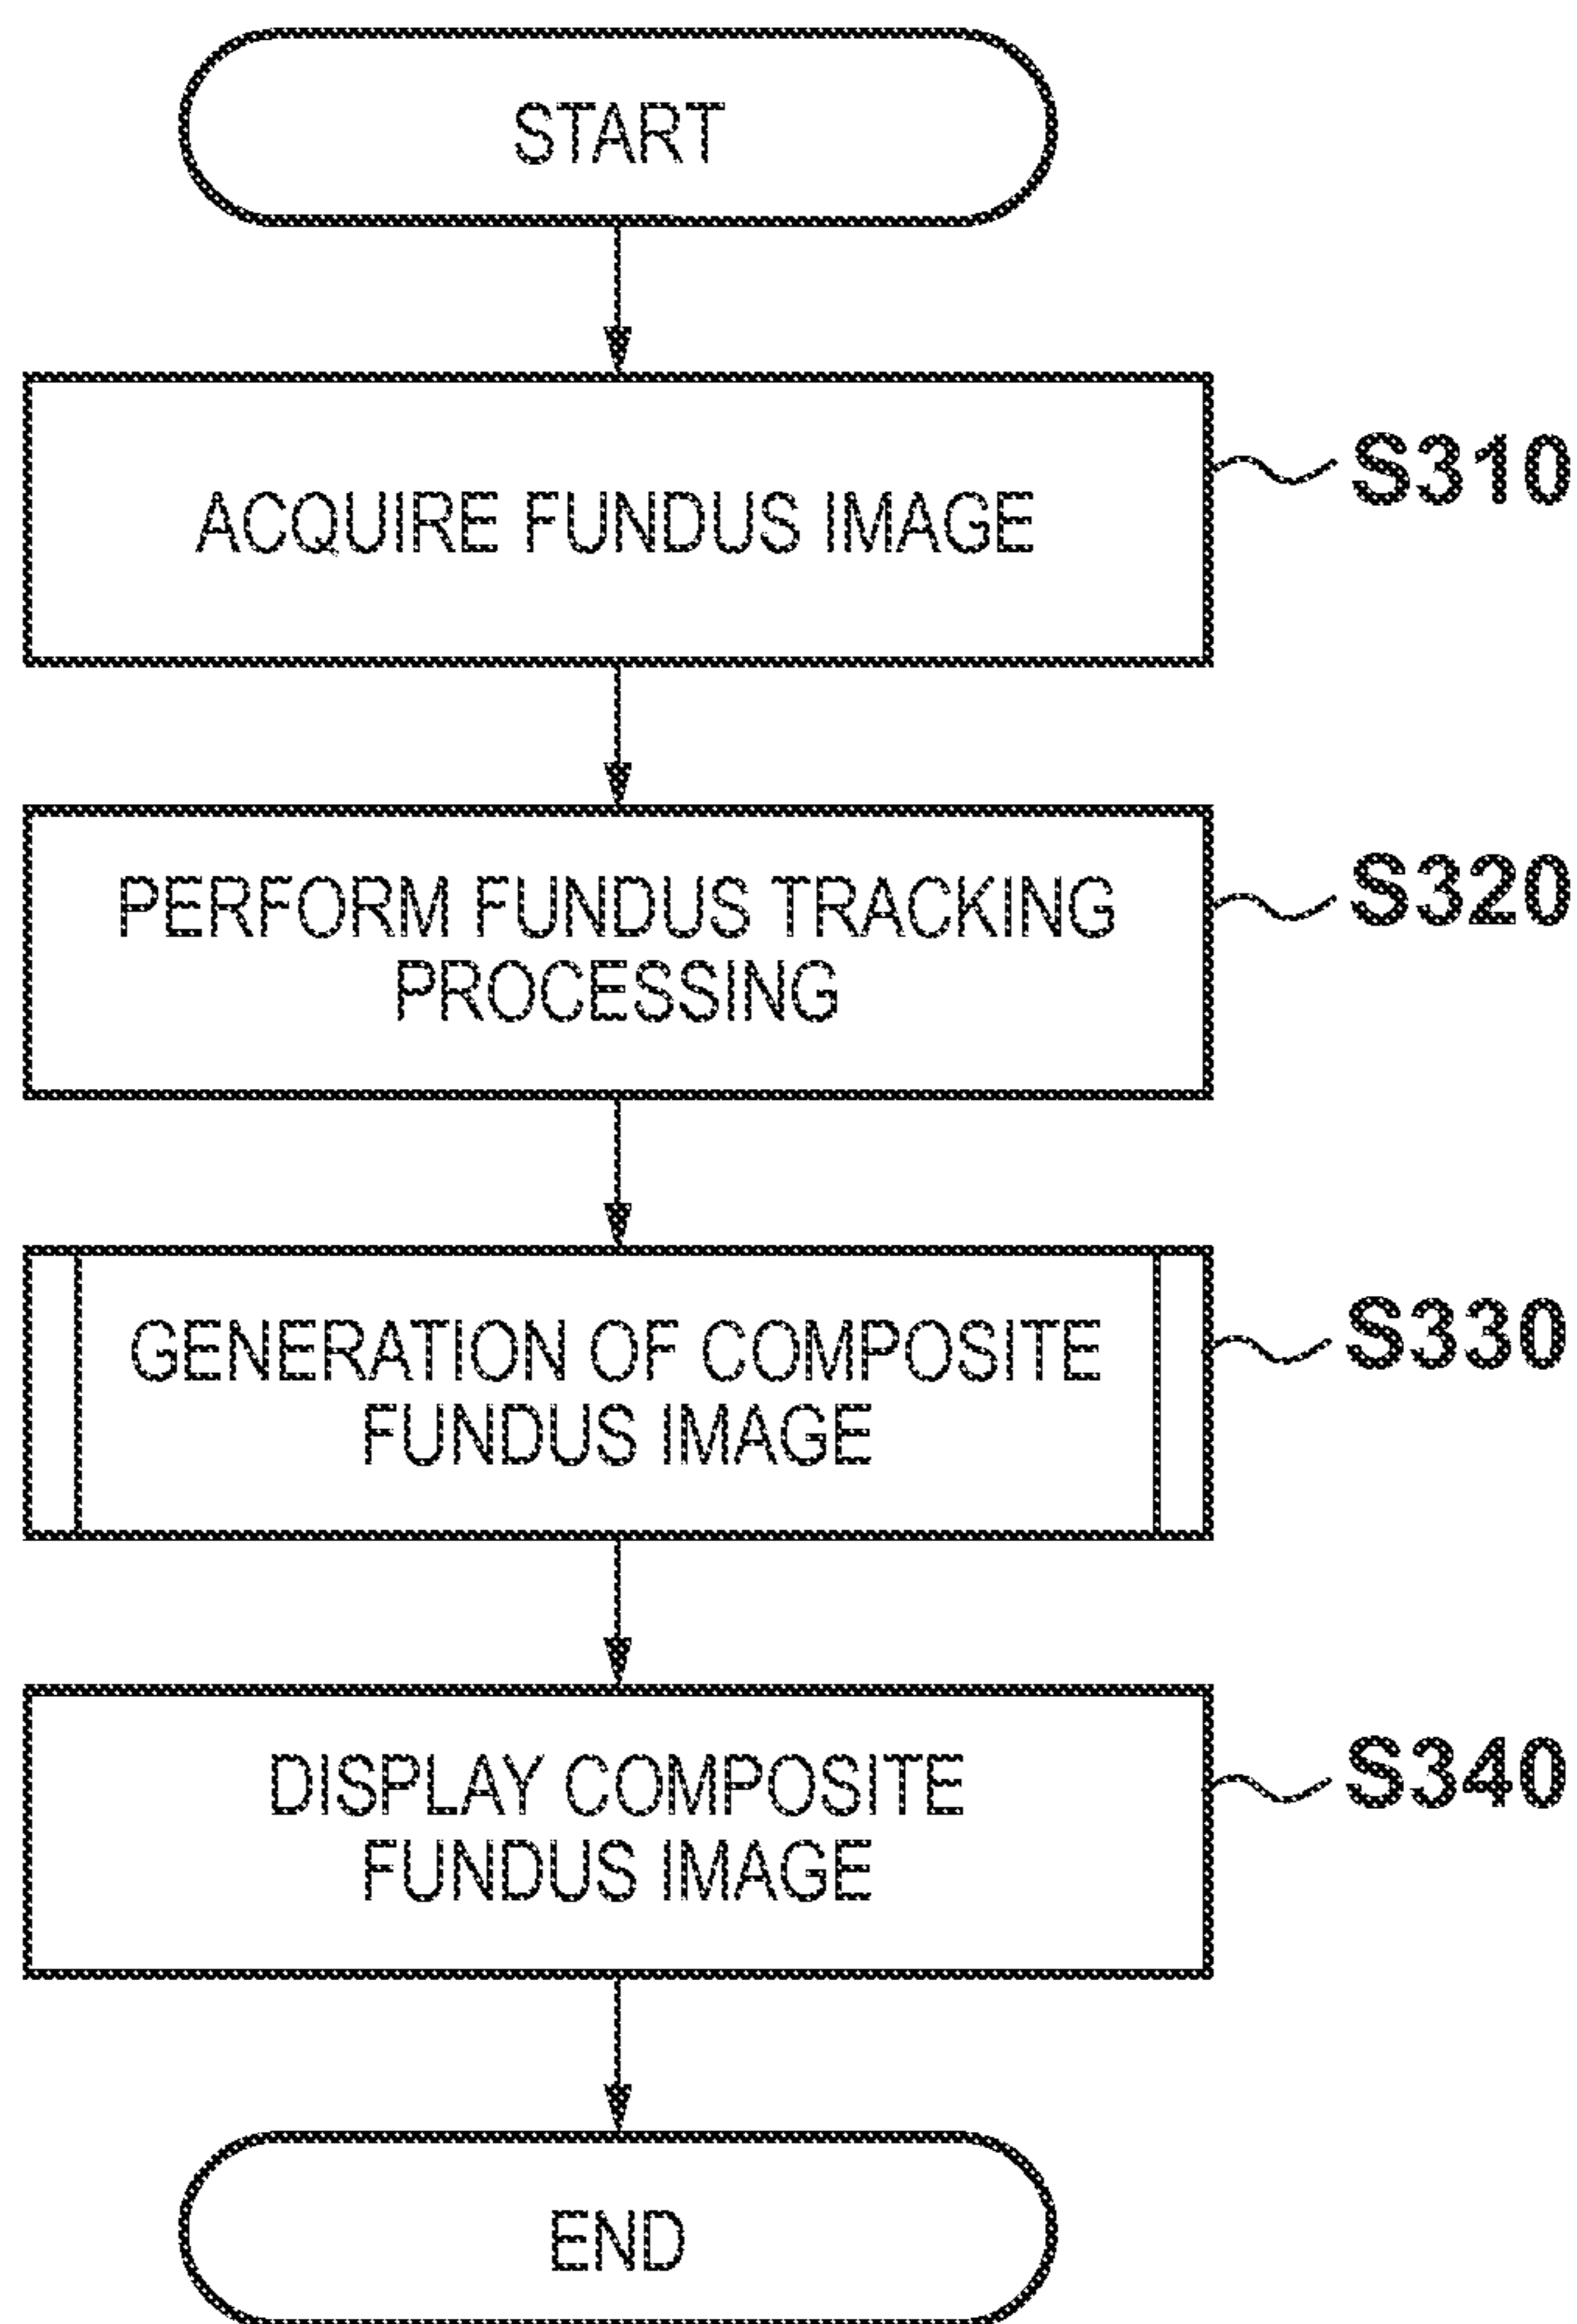 START
ACQUIRE FUNDUS IMAGE
S310
PERFORM FUNDUS TRACKING
PROCESSING
S320
GENERATION OF COMPOSITE
FUNDUS IMAGE
S330
DISPLAY COMPOSITE
FUNDUS IMAGE
S340
END